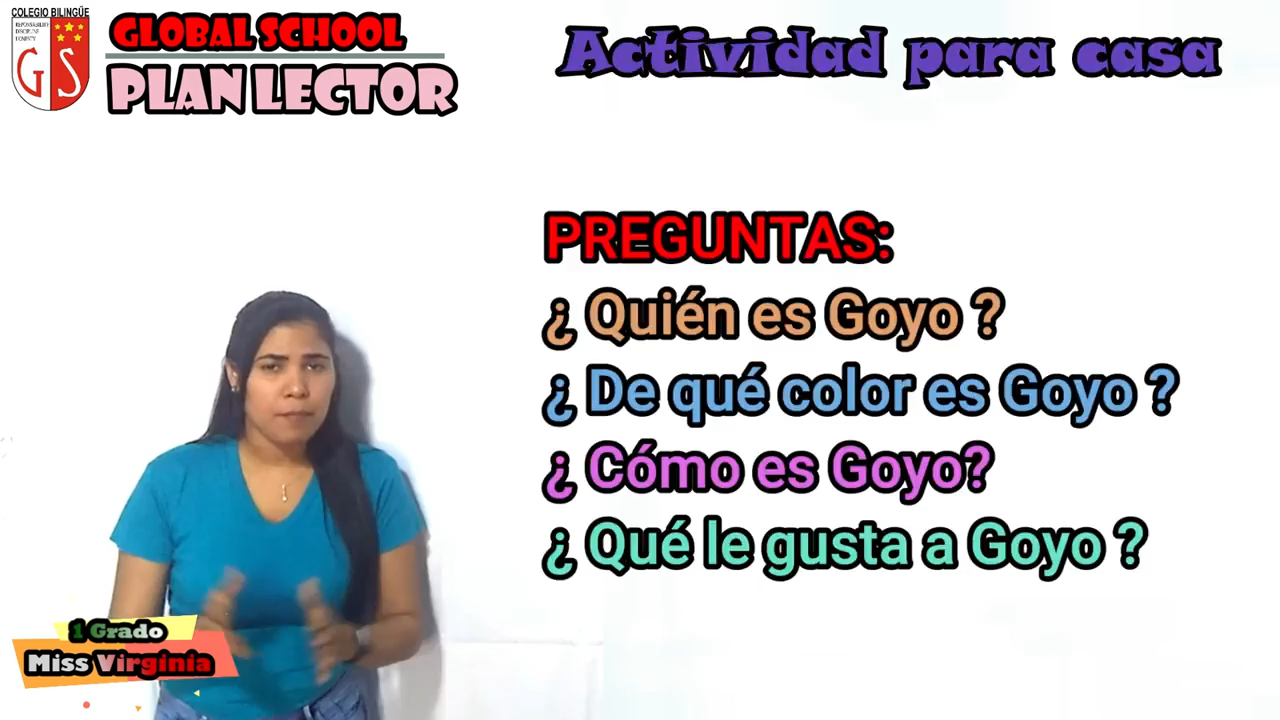 COLEGIO BILINGÜE
G S
GLOBAL SCHOOL
PLAN LECTOR
Actividad para casa
PREGUNTAS:
¿ Quién es Goyo ?
¿ De qué color es Goyo ?
¿ Cómo es Goyo?
¿ Qué le gusta a Goyo ?
1 Grado
Miss Virginia